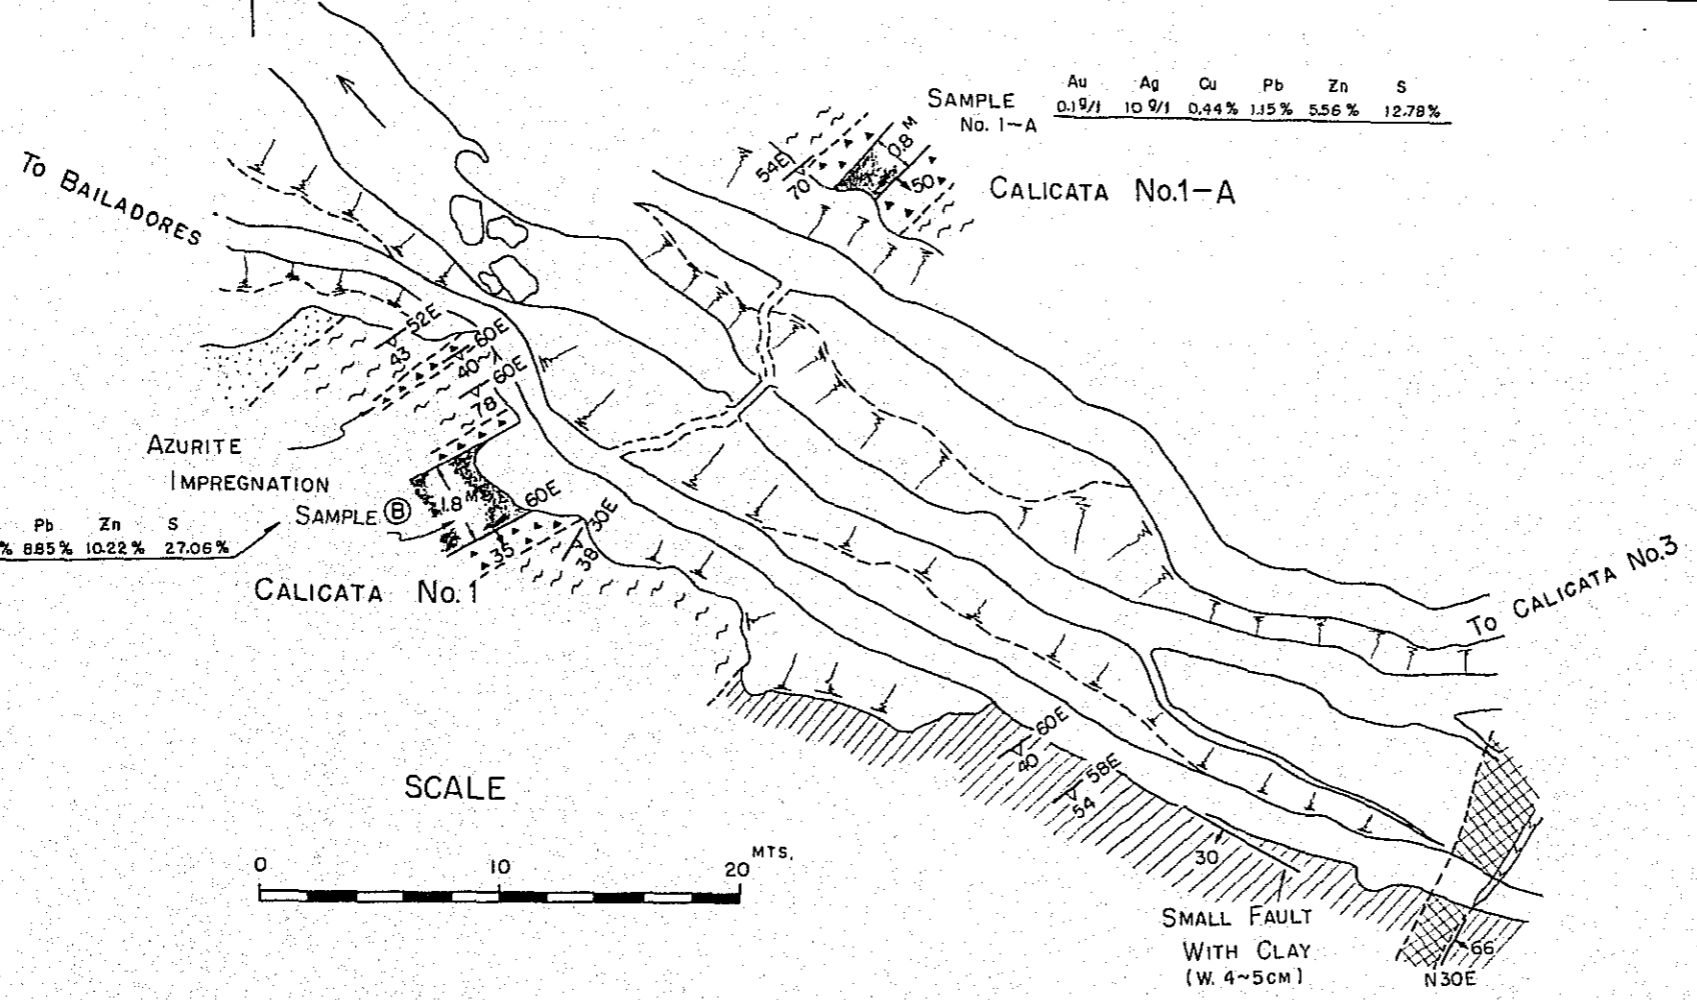 Au Ag Cu Pb Zn S
SAMPLE 0.1g/t 10 g/t 0.44% 1.15% 5.56% 12.78%
No. 1-A
CALICATA No.1-A
0.8 M
54E
70
50
TO BAILADORES
52E
43
60E
40
60E
78
AZURITE
IMPREGNATION
SAMPLE B
1.8 M
60E
35
30E
38
Pb Zn S
% 8.85% 10.22% 27.06%
CALICATA No. 1
TO CALICATA No.3
60E
40
58E
54
SCALE
0 10 20 MTS.
30
SMALL FAULT
WITH CLAY
(W. 4~5CM)
66
N30E